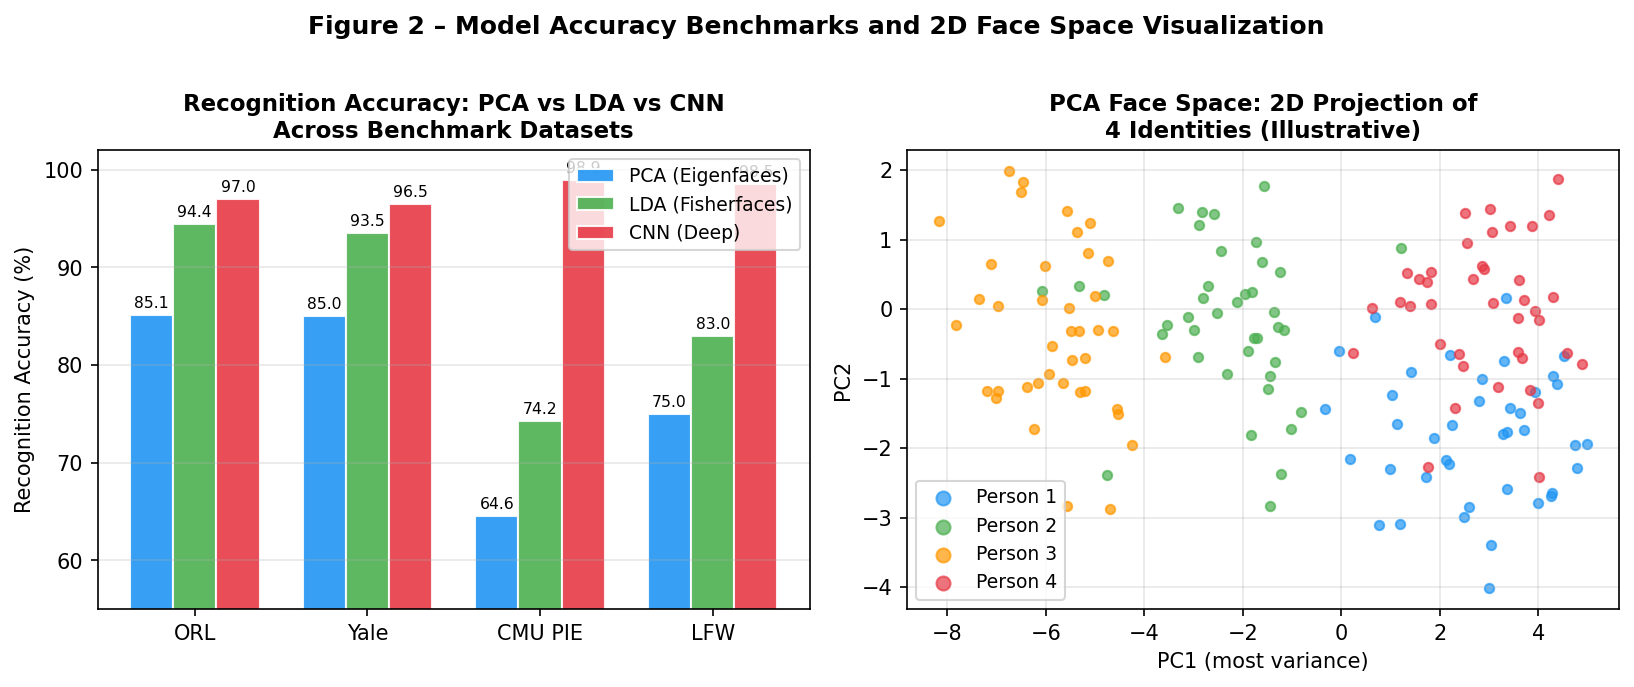 Figure 2 – Model Accuracy Benchmarks and 2D Face Space Visualization
Recognition Accuracy: PCA vs LDA vs CNN
Across Benchmark Datasets
Recognition Accuracy (%)
100
90
80
70
60
85.1
94.4
97.0
85.0
93.5
96.5
64.6
74.2
98.9
75.0
83.0
98.5
PCA (Eigenfaces)
LDA (Fisherfaces)
CNN (Deep)
ORL
Yale
CMU PIE
LFW
PCA Face Space: 2D Projection of
4 Identities (Illustrative)
PC2
2
1
0
−1
−2
−3
−4
Person 1
Person 2
Person 3
Person 4
−8
−6
−4
−2
0
2
4
PC1 (most variance)